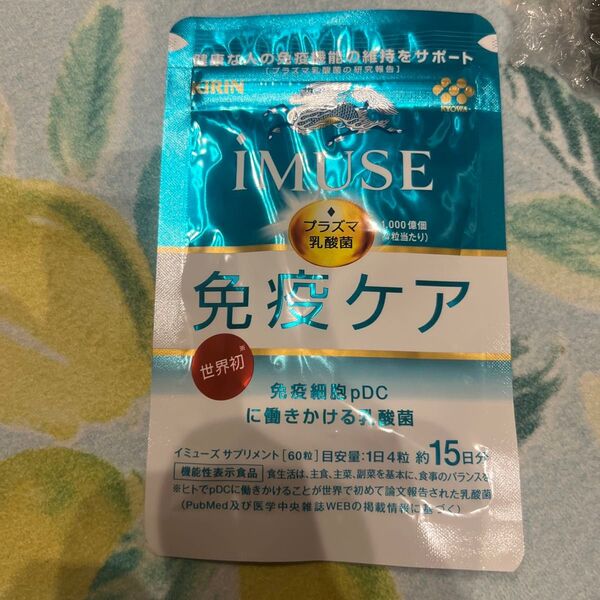 健康な人の免疫機能の維持をサポート
[プラズマ乳酸菌の研究報告]
KIRIN
KYOWA
iMUSE
プラズマ
乳酸菌
1,000億個
粒当たり)
免疫ケア
世界初※
免疫細胞pDC
に働きかける乳酸菌
イミューズ サプリメント [60粒] 目安量:1日4粒 約15日分
機能性表示食品 食生活は、主食、主菜、副菜を基本に、食事のバランスを
※ヒトでpDCに働きかけることが世界で初めて論文報告された乳酸菌
(PubMed及び医学中央雑誌WEBの掲載情報に基づく)